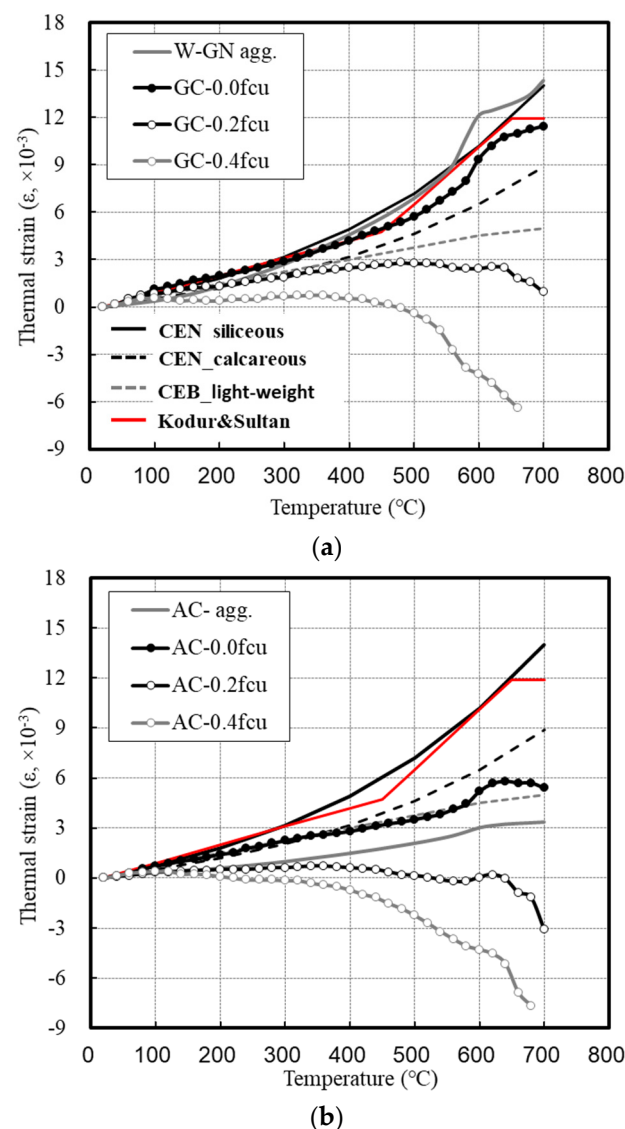 18
15
12
9
6
3
0
-3
-6
-9
Thermal strain (ε, ×10-3)
W-GN agg.
GC-0.0fcu
GC-0.2fcu
GC-0.4fcu
CEN_siliceous
CEN_calcareous
CEB_light-weight
Kodur&Sultan
0 100 200 300 400 500 600 700 800
Temperature (℃)
(a)
18
15
12
9
6
3
0
-3
-6
-9
Thermal strain (ε, ×10-3)
AC- agg.
AC-0.0fcu
AC-0.2fcu
AC-0.4fcu
0 100 200 300 400 500 600 700 800
Temperature (℃)
(b)